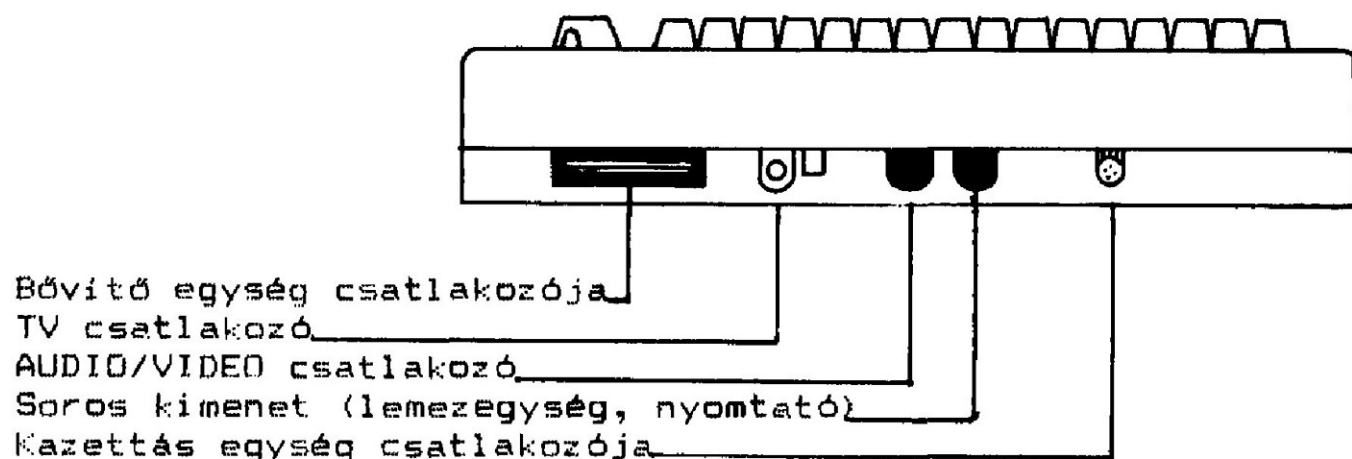 Bővítő egység csatlakozója
TV csatlakozó
AUDIO/VIDEO csatlakozó
Soros kimenet (lemezegység, nyomtató)
Kazettás egység csatlakozója